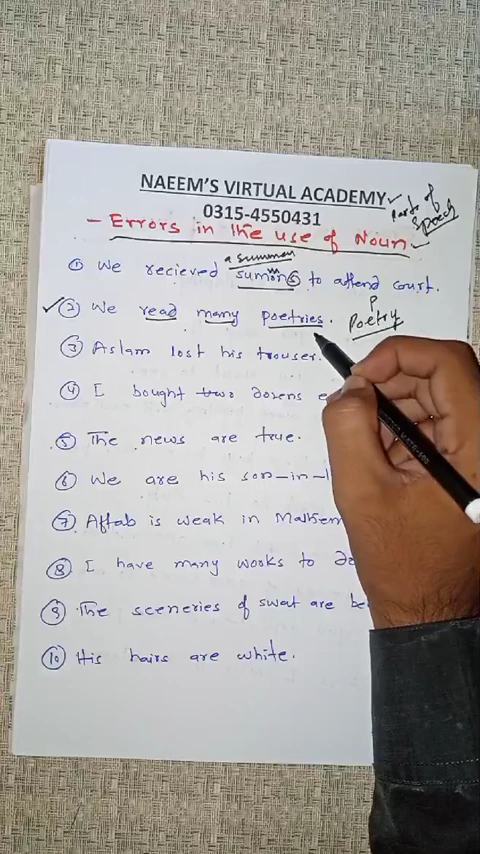 NAEEM'S VIRTUAL ACADEMY
Parts of Speech
0315-4550431
- Errors in the use of Noun
a summon
① We recieved summons to attend court.
② We read many poetries. Poetry
P
③ Aslam lost his trouser.
④ I bought two dozens
⑤ The news are true.
⑥ We are his son-in-
⑦ Aftab is weak in Mathem
⑧ I have many works to do
⑨ The sceneries of swat are be
⑩ His hairs are white.